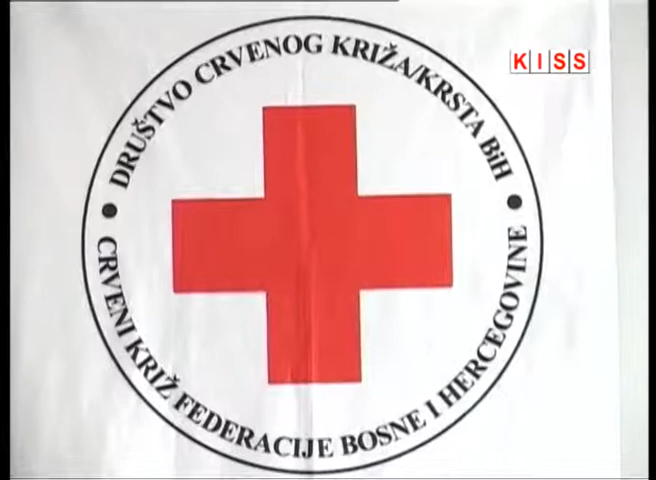 KISS
DRUŠTVO CRVENOG KRIŽA/KRSTA BiH
CRVENI KRIŽ FEDERACIJE BOSNE I HERCEGOVINE